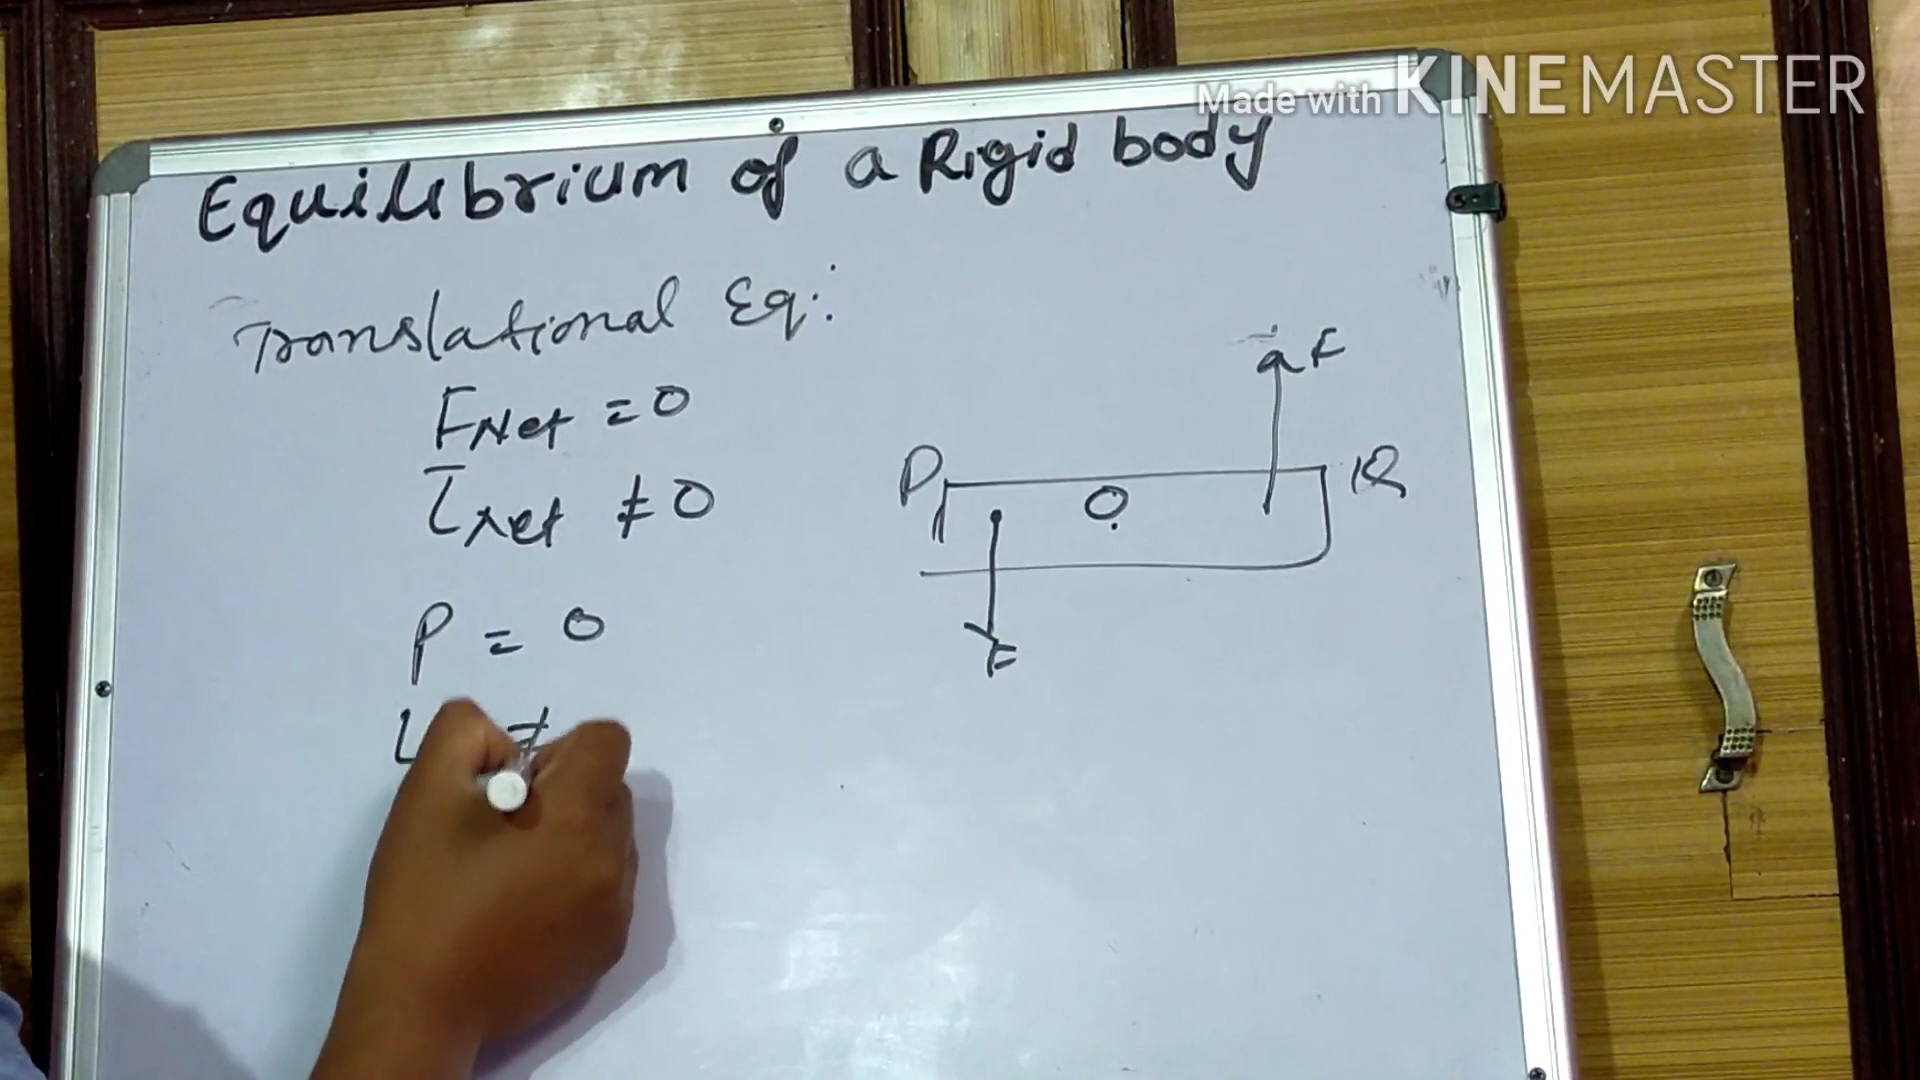 Made with KINEMASTER
Equilibrium of a Rigid body
Translational Eq:
F
FNet = 0
τNet ≠ 0
P
O
Q
P = 0
F
L ≠